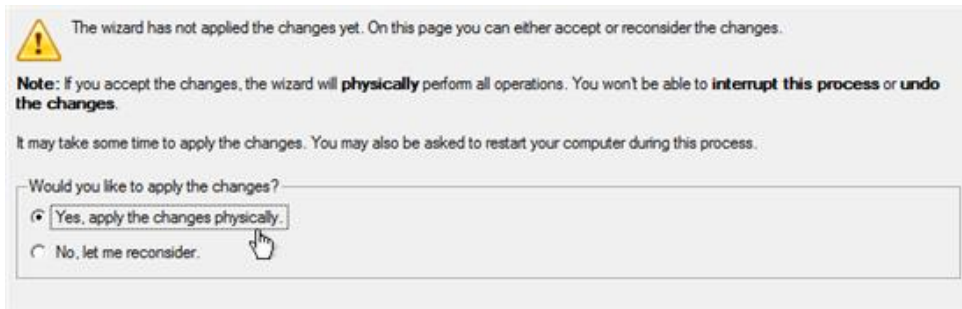 The wizard has not applied the changes yet. On this page you can either accept or reconsider the changes.
Note: If you accept the changes, the wizard will physically perform all operations. You won't be able to interrupt this process or undo
the changes.
It may take some time to apply the changes. You may also be asked to restart your computer during this process.
Would you like to apply the changes?
Yes, apply the changes physically.
No, let me reconsider.